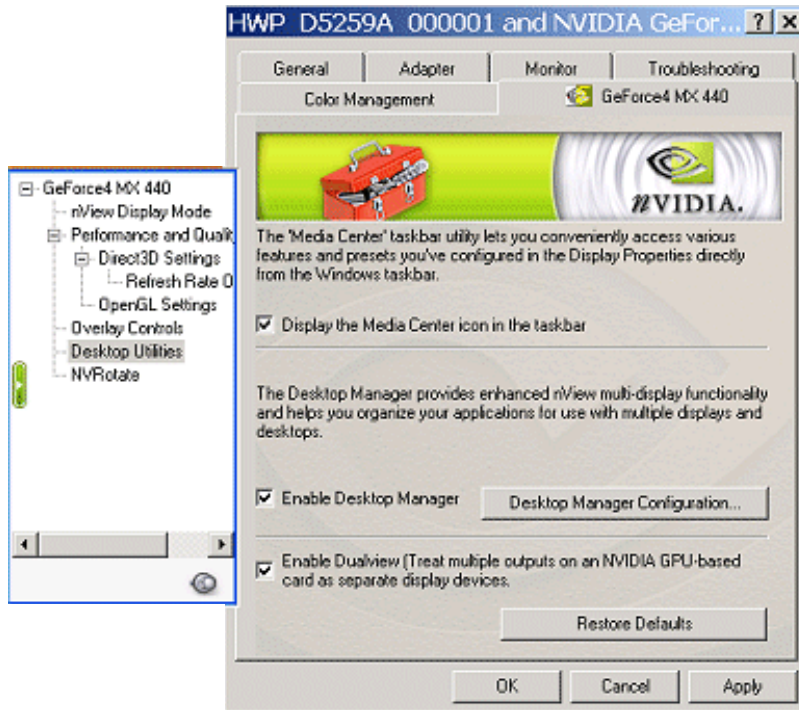 HWP D5259A 000001 and NVIDIA GeFor...
General Adapter Monitor Troubleshooting
Color Management GeForce4 MX 440
nVIDIA.
The 'Media Center' taskbar utility lets you conveniently access various
features and presets you've configured in the Display Properties directly
from the Windows taskbar.
Display the Media Center icon in the taskbar
The Desktop Manager provides enhanced nView multi-display functionality
and helps you organize your applications for use with multiple displays and
desktops.
Enable Desktop Manager Desktop Manager Configuration...
Enable Dualview (Treat multiple outputs on an NVIDIA GPU-based
card as separate display devices.
Restore Defaults
OK Cancel Apply
GeForce4 MX 440
nView Display Mode
Performance and Qualit
Direct3D Settings
Refresh Rate O
OpenGL Settings
Overlay Controls
Desktop Utilities
NVRotate